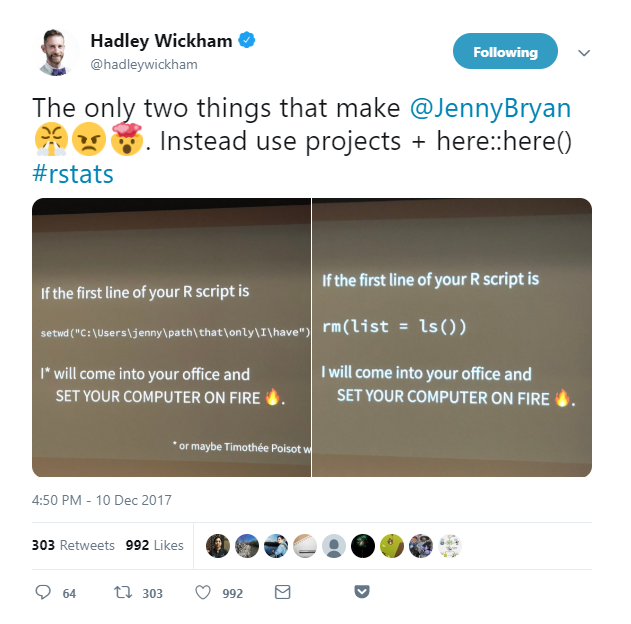 Hadley Wickham
@hadleywickham
Following
The only two things that make @JennyBryan
😤😠🤯. Instead use projects + here::here()
#rstats
If the first line of your R script is
setwd("C:\Users\jenny\path\that\only\I\have")
I* will come into your office and
SET YOUR COMPUTER ON FIRE 🔥.
* or maybe Timothée Poisot w
If the first line of your R script is
rm(list = ls())
I will come into your office and
SET YOUR COMPUTER ON FIRE 🔥.
4:50 PM - 10 Dec 2017
303 Retweets 992 Likes
64 303 992